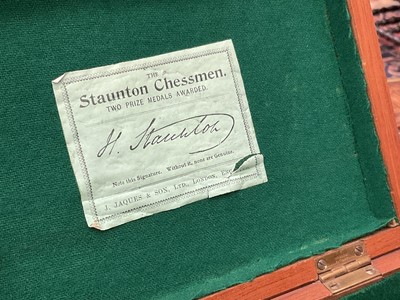 THE
Staunton Chessmen.
TWO PRIZE MEDALS AWARDED.
H. Staunton
Note this Signature. Without it, none are Genuine.
J. JAQUES & SON, LTD., LONDON,